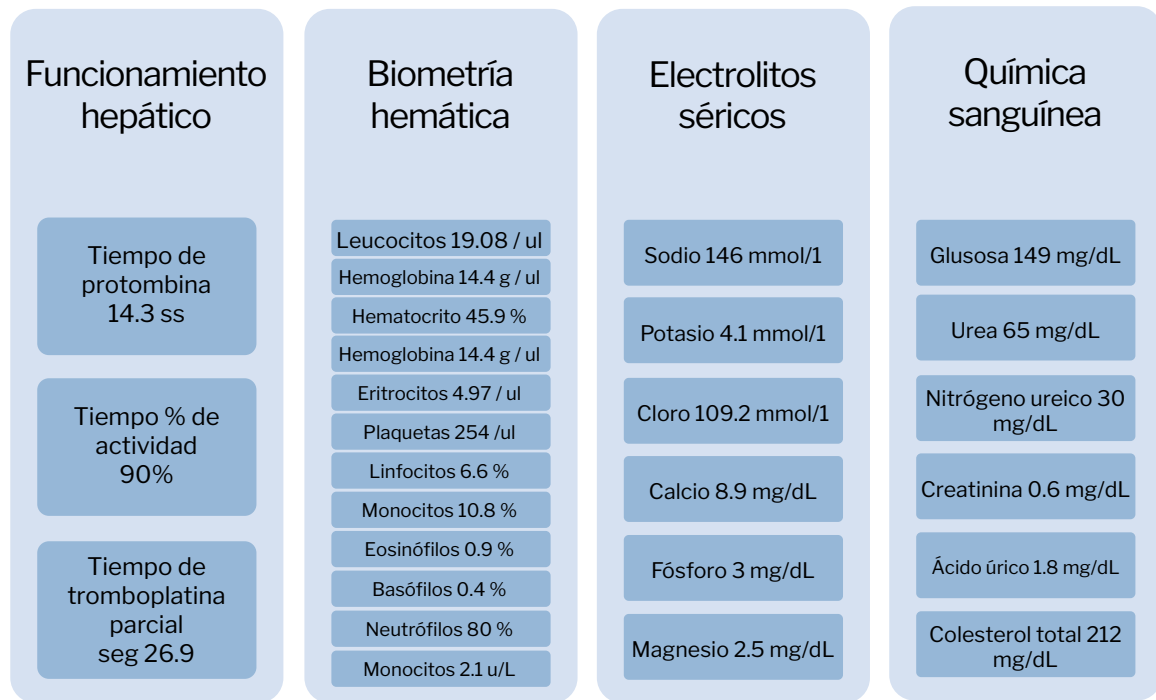 Funcionamiento
hepático
Tiempo de
protombina
14.3 ss
Tiempo % de
actividad
90%
Tiempo de
tromboplatina
parcial
seg 26.9
Biometría
hemática
Leucocitos 19.08 / ul
Hemoglobina 14.4 g / ul
Hematocrito 45.9 %
Hemoglobina 14.4 g / ul
Eritrocitos 4.97 / ul
Plaquetas 254 /ul
Linfocitos 6.6 %
Monocitos 10.8 %
Eosinófilos 0.9 %
Basófilos 0.4 %
Neutrófilos 80 %
Monocitos 2.1 u/L
Electrolitos
séricos
Sodio 146 mmol/1
Potasio 4.1 mmol/1
Cloro 109.2 mmol/1
Calcio 8.9 mg/dL
Fósforo 3 mg/dL
Magnesio 2.5 mg/dL
Química
sanguínea
Glusosa 149 mg/dL
Urea 65 mg/dL
Nitrógeno ureico 30
mg/dL
Creatinina 0.6 mg/dL
Ácido úrico 1.8 mg/dL
Colesterol total 212
mg/dL